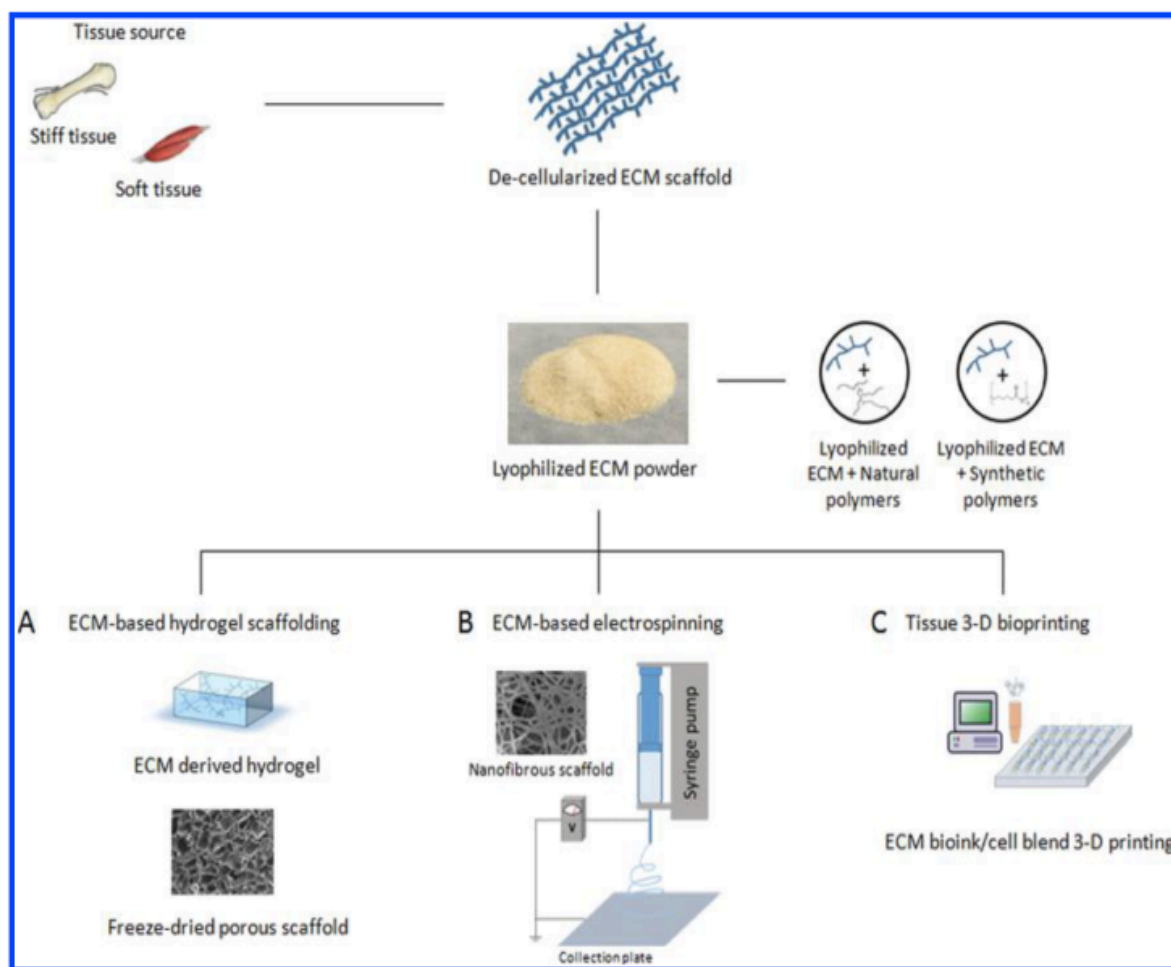 Tissue source
Stiff tissue
Soft tissue
De-cellularized ECM scaffold
Lyophilized ECM powder
+
Lyophilized
ECM + Natural
polymers
+
Lyophilized ECM
+ Synthetic
polymers
A ECM-based hydrogel scaffolding
ECM derived hydrogel
Freeze-dried porous scaffold
B ECM-based electrospinning
Nanofibrous scaffold
Syringe pump
V
Collection plate
C Tissue 3-D bioprinting
ECM bioink/cell blend 3-D printing